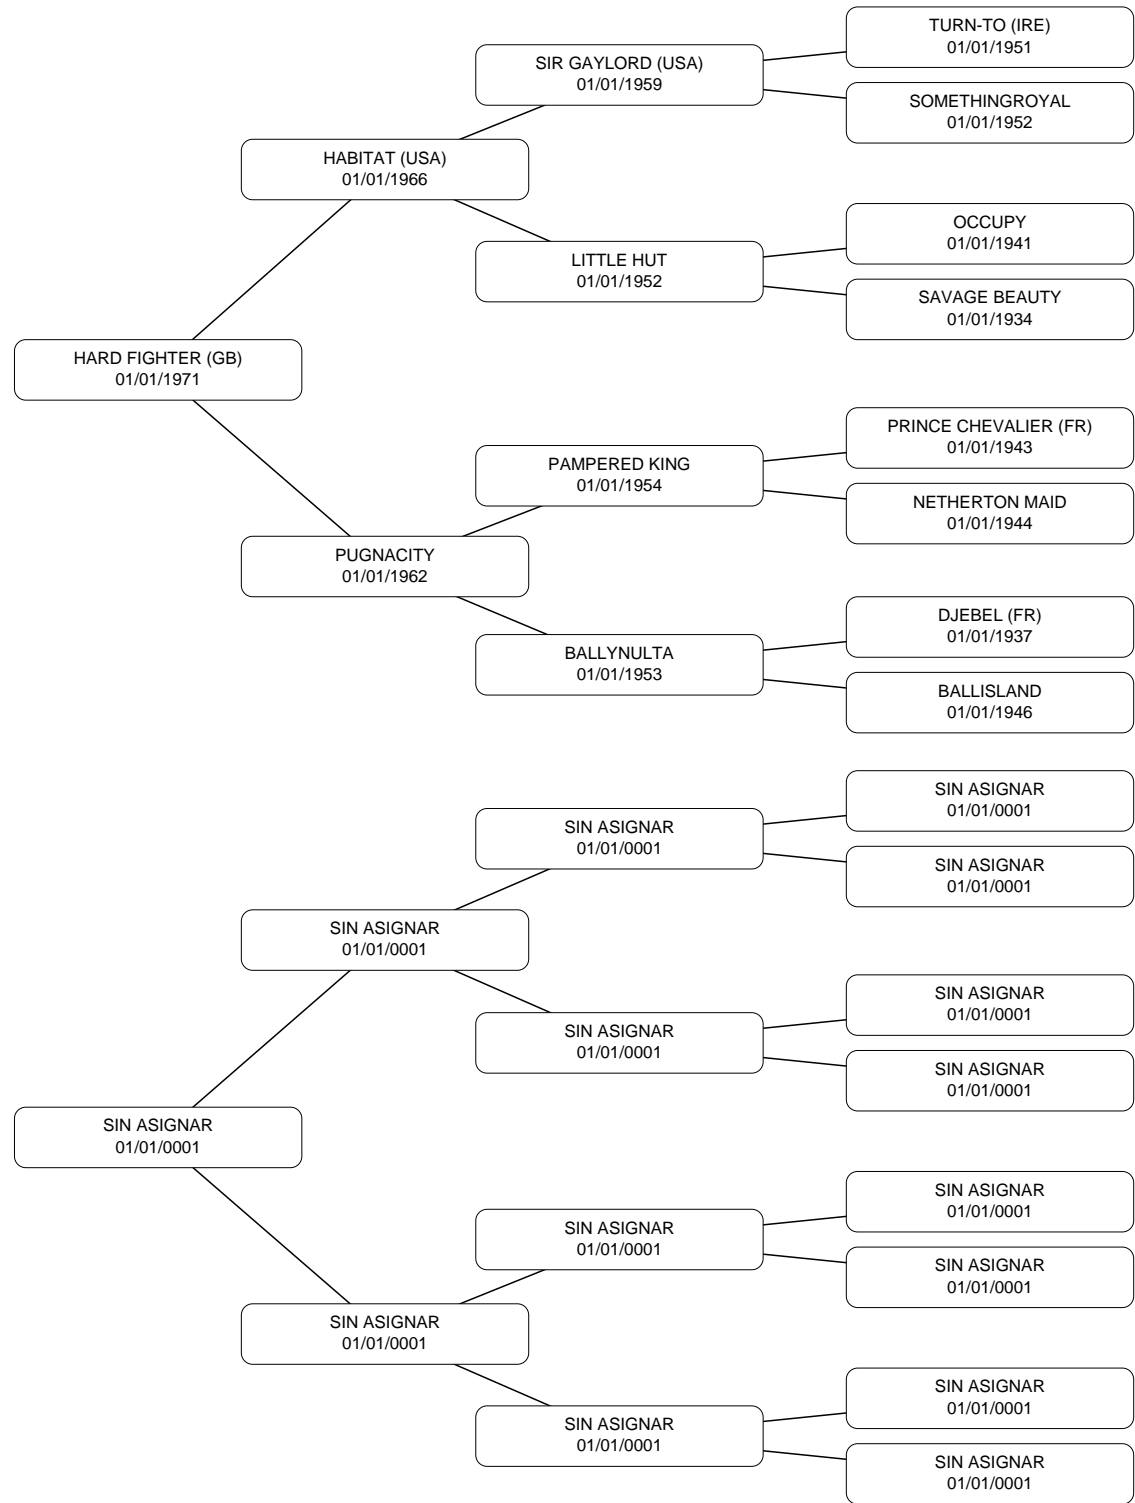 TURN-TO (IRE)
01/01/1951
SIR GAYLORD (USA)
01/01/1959
SOMETHINGROYAL
01/01/1952
HABITAT (USA)
01/01/1966
OCCUPY
01/01/1941
LITTLE HUT
01/01/1952
SAVAGE BEAUTY
01/01/1934
HARD FIGHTER (GB)
01/01/1971
PRINCE CHEVALIER (FR)
01/01/1943
PAMPERED KING
01/01/1954
NETHERTON MAID
01/01/1944
PUGNACITY
01/01/1962
DJEBEL (FR)
01/01/1937
BALLYNULTA
01/01/1953
BALLISLAND
01/01/1946
SIN ASIGNAR
01/01/0001
SIN ASIGNAR
01/01/0001
SIN ASIGNAR
01/01/0001
SIN ASIGNAR
01/01/0001
SIN ASIGNAR
01/01/0001
SIN ASIGNAR
01/01/0001
SIN ASIGNAR
01/01/0001
SIN ASIGNAR
01/01/0001
SIN ASIGNAR
01/01/0001
SIN ASIGNAR
01/01/0001
SIN ASIGNAR
01/01/0001
SIN ASIGNAR
01/01/0001
SIN ASIGNAR
01/01/0001
SIN ASIGNAR
01/01/0001
SIN ASIGNAR
01/01/0001